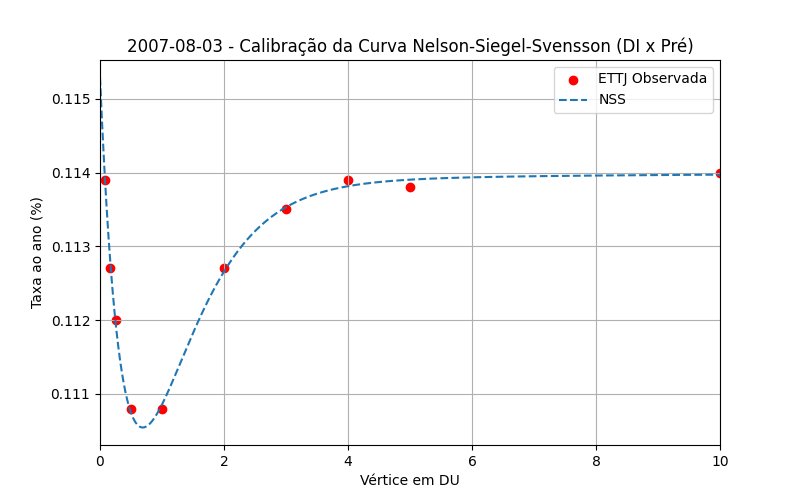 2007-08-03 - Calibração da Curva Nelson-Siegel-Svensson (DI x Pré)
ETTJ Observada
NSS
Taxa ao ano (%)
0.115
0.114
0.113
0.112
0.111
0
2
4
6
8
10
Vértice em DU